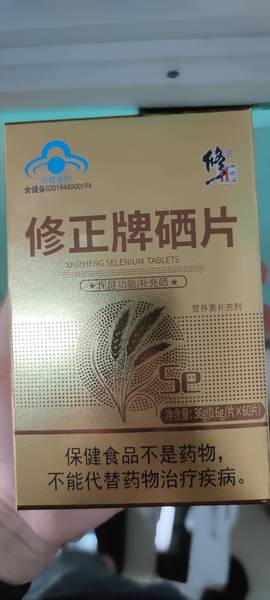 保健食品
食健备G201944000194
修正
修正牌硒片
XIUZHENG SELENIUM TABLETS
★保健功能|补充硒★
营养素补充剂
Se
净含量：36g(0.6g/片×60片)
保健食品不是药物，
不能代替药物治疗疾病。